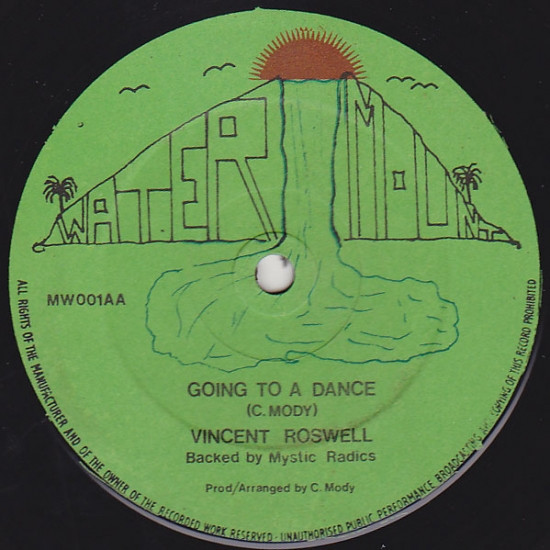 WATER MOUNT
MW001AA
GOING TO A DANCE
(C. MODY)
VINCENT ROSWELL
Backed by Mystic Radics
Prod/Arranged by C. Mody
ALL RIGHTS OF THE MANUFACTURER AND OF THE OWNER OF THE RECORDED WORK RESERVED · UNAUTHORISED PUBLIC PERFORMANCE BROADCASTING AND COPYING OF THIS RECORD PROHIBITED